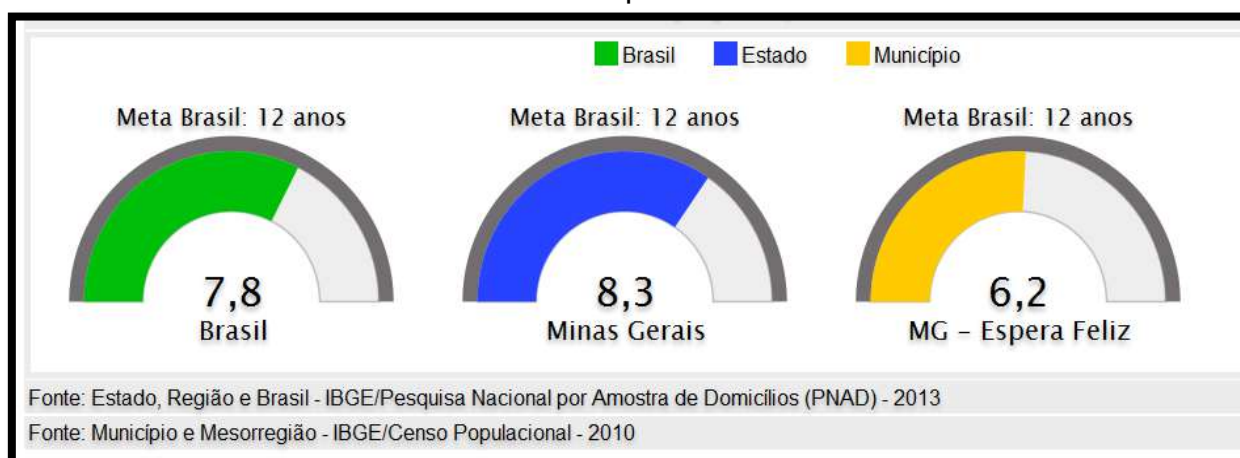 Brasil Estado Município
Meta Brasil: 12 anos Meta Brasil: 12 anos Meta Brasil: 12 anos
7,8 8,3 6,2
Brasil Minas Gerais MG - Espera Feliz
Fonte: Estado, Região e Brasil - IBGE/Pesquisa Nacional por Amostra de Domicílios (PNAD) - 2013
Fonte: Município e Mesorregião - IBGE/Censo Populacional - 2010